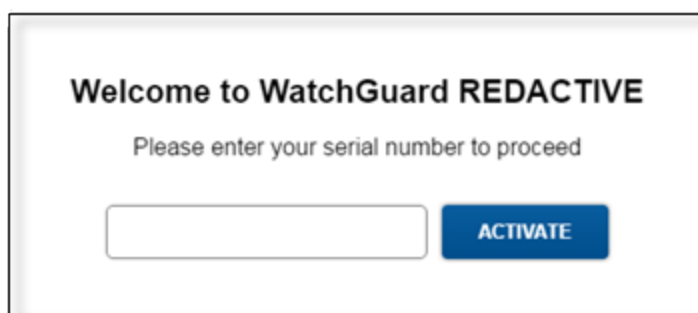 Welcome to WatchGuard REDACTIVE
Please enter your serial number to proceed
ACTIVATE